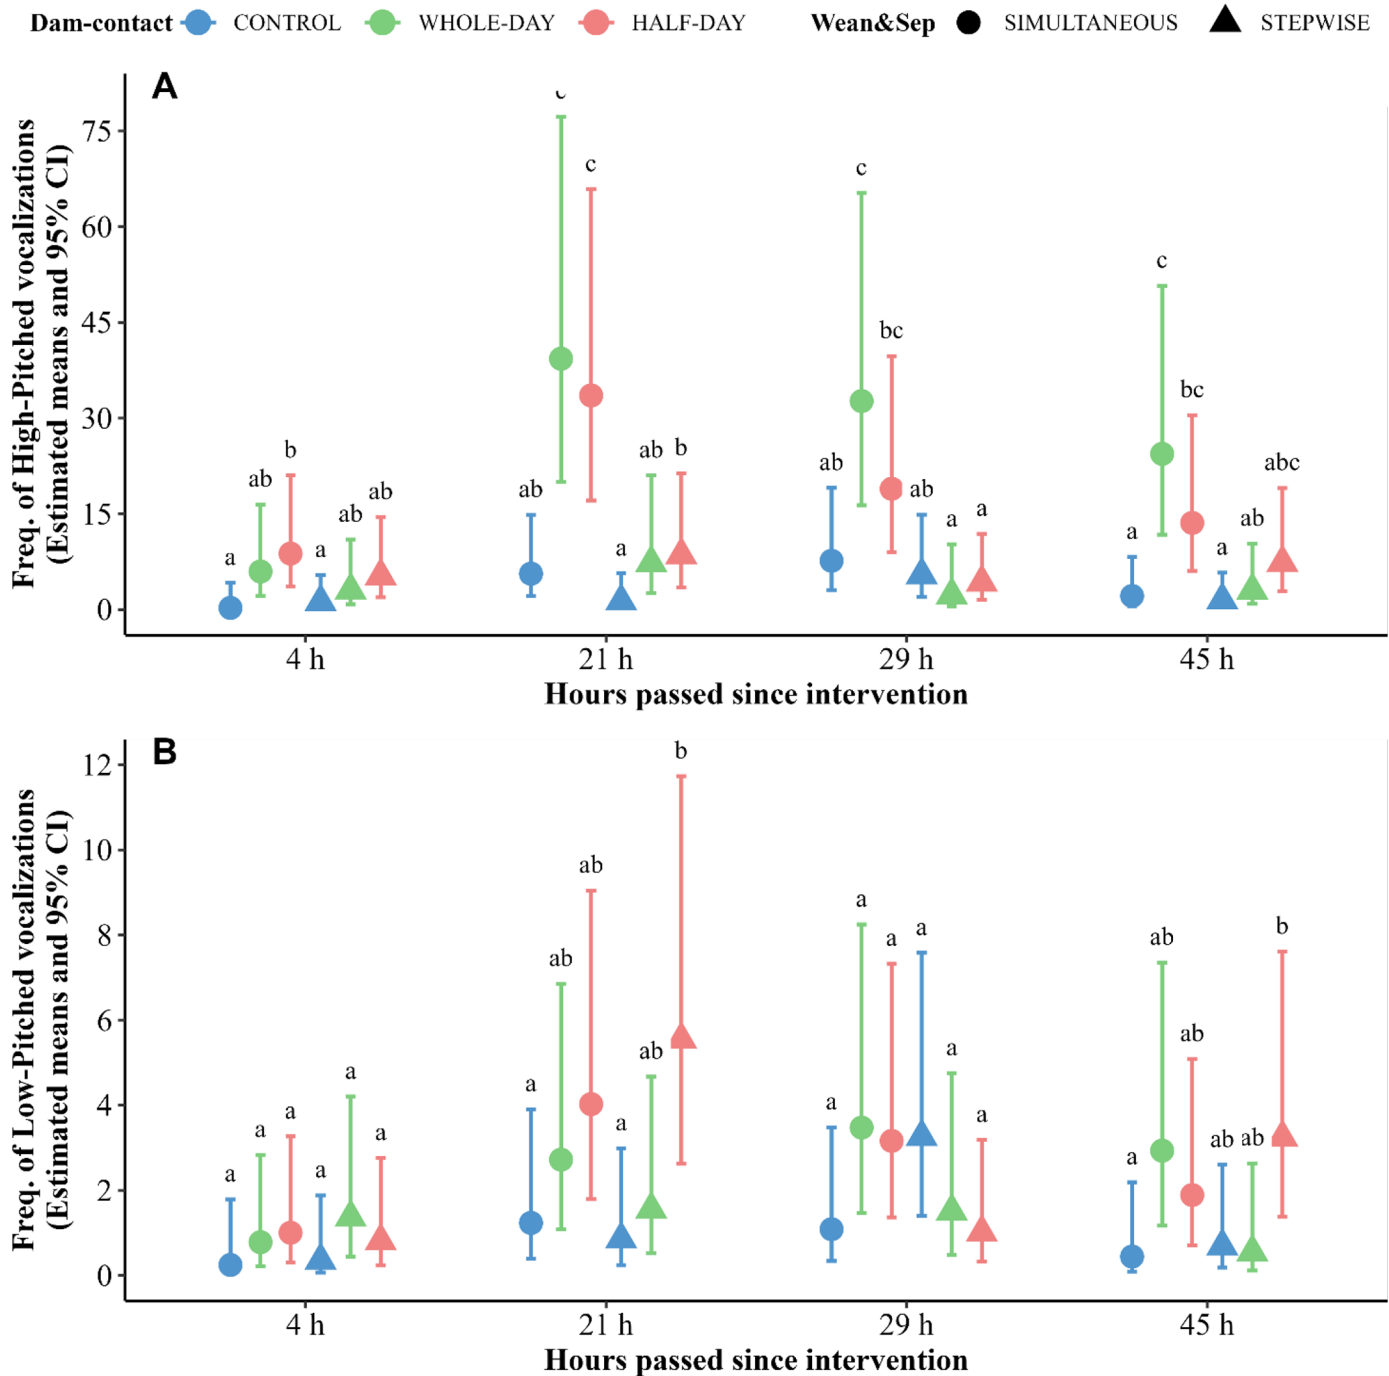 Dam-contact CONTROL WHOLE-DAY HALF-DAY Wean&Sep SIMULTANEOUS STEPWISE
A
Freq. of High-Pitched vocalizations
(Estimated means and 95% CI)
75
60
45
30
15
0
a ab b a ab ab
ab c c a ab b
ab c bc ab a a
a c bc a ab abc
4 h 21 h 29 h 45 h
Hours passed since intervention
B
Freq. of Low-Pitched vocalizations
(Estimated means and 95% CI)
12
10
8
6
4
2
0
a a a a a a
a ab ab a ab b
a a a a a a
a ab ab ab ab b
4 h 21 h 29 h 45 h
Hours passed since intervention